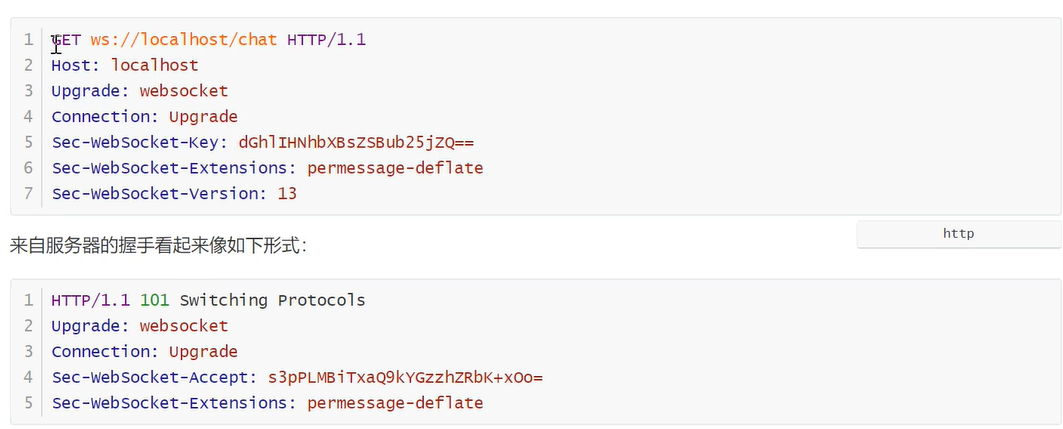 1 GET ws://localhost/chat HTTP/1.1
2 Host: localhost
3 Upgrade: websocket
4 Connection: Upgrade
5 Sec-WebSocket-Key: dGhlIHNhbXBsZSBub25jZQ==
6 Sec-WebSocket-Extensions: permessage-deflate
7 Sec-WebSocket-Version: 13
http
来自服务器的握手看起来像如下形式：
1 HTTP/1.1 101 Switching Protocols
2 Upgrade: websocket
3 Connection: Upgrade
4 Sec-WebSocket-Accept: s3pPLMBiTxaQ9kYGzzhZRbK+xOo=
5 Sec-WebSocket-Extensions: permessage-deflate